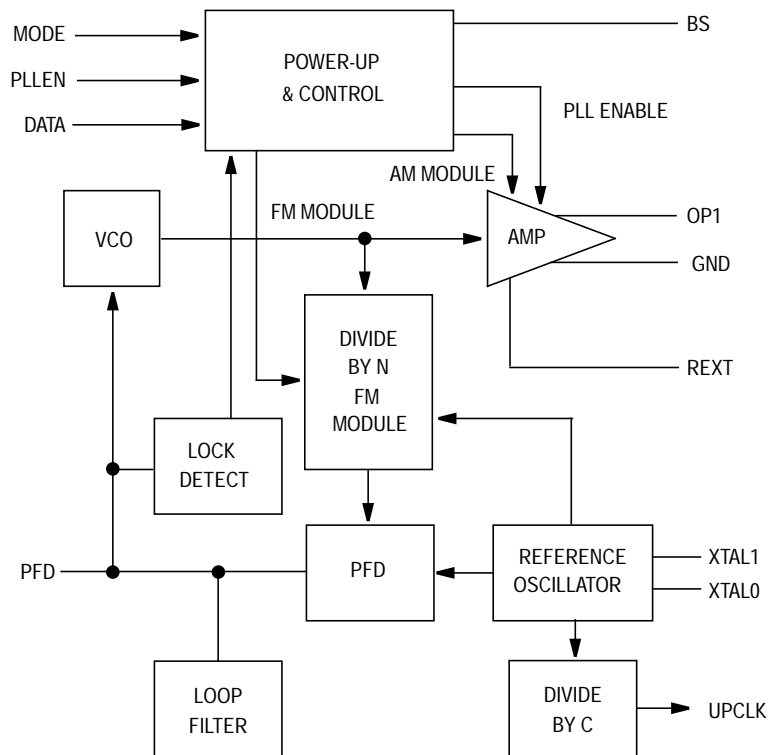 MODE
PLLEN
DATA
POWER-UP
& CONTROL
BS
PLL ENABLE
AM MODULE
FM MODULE
VCO
AMP
OP1
GND
REXT
DIVIDE
BY N
FM
MODULE
LOCK
DETECT
PFD
PFD
REFERENCE
OSCILLATOR
XTAL1
XTAL0
LOOP
FILTER
DIVIDE
BY C
UPCLK